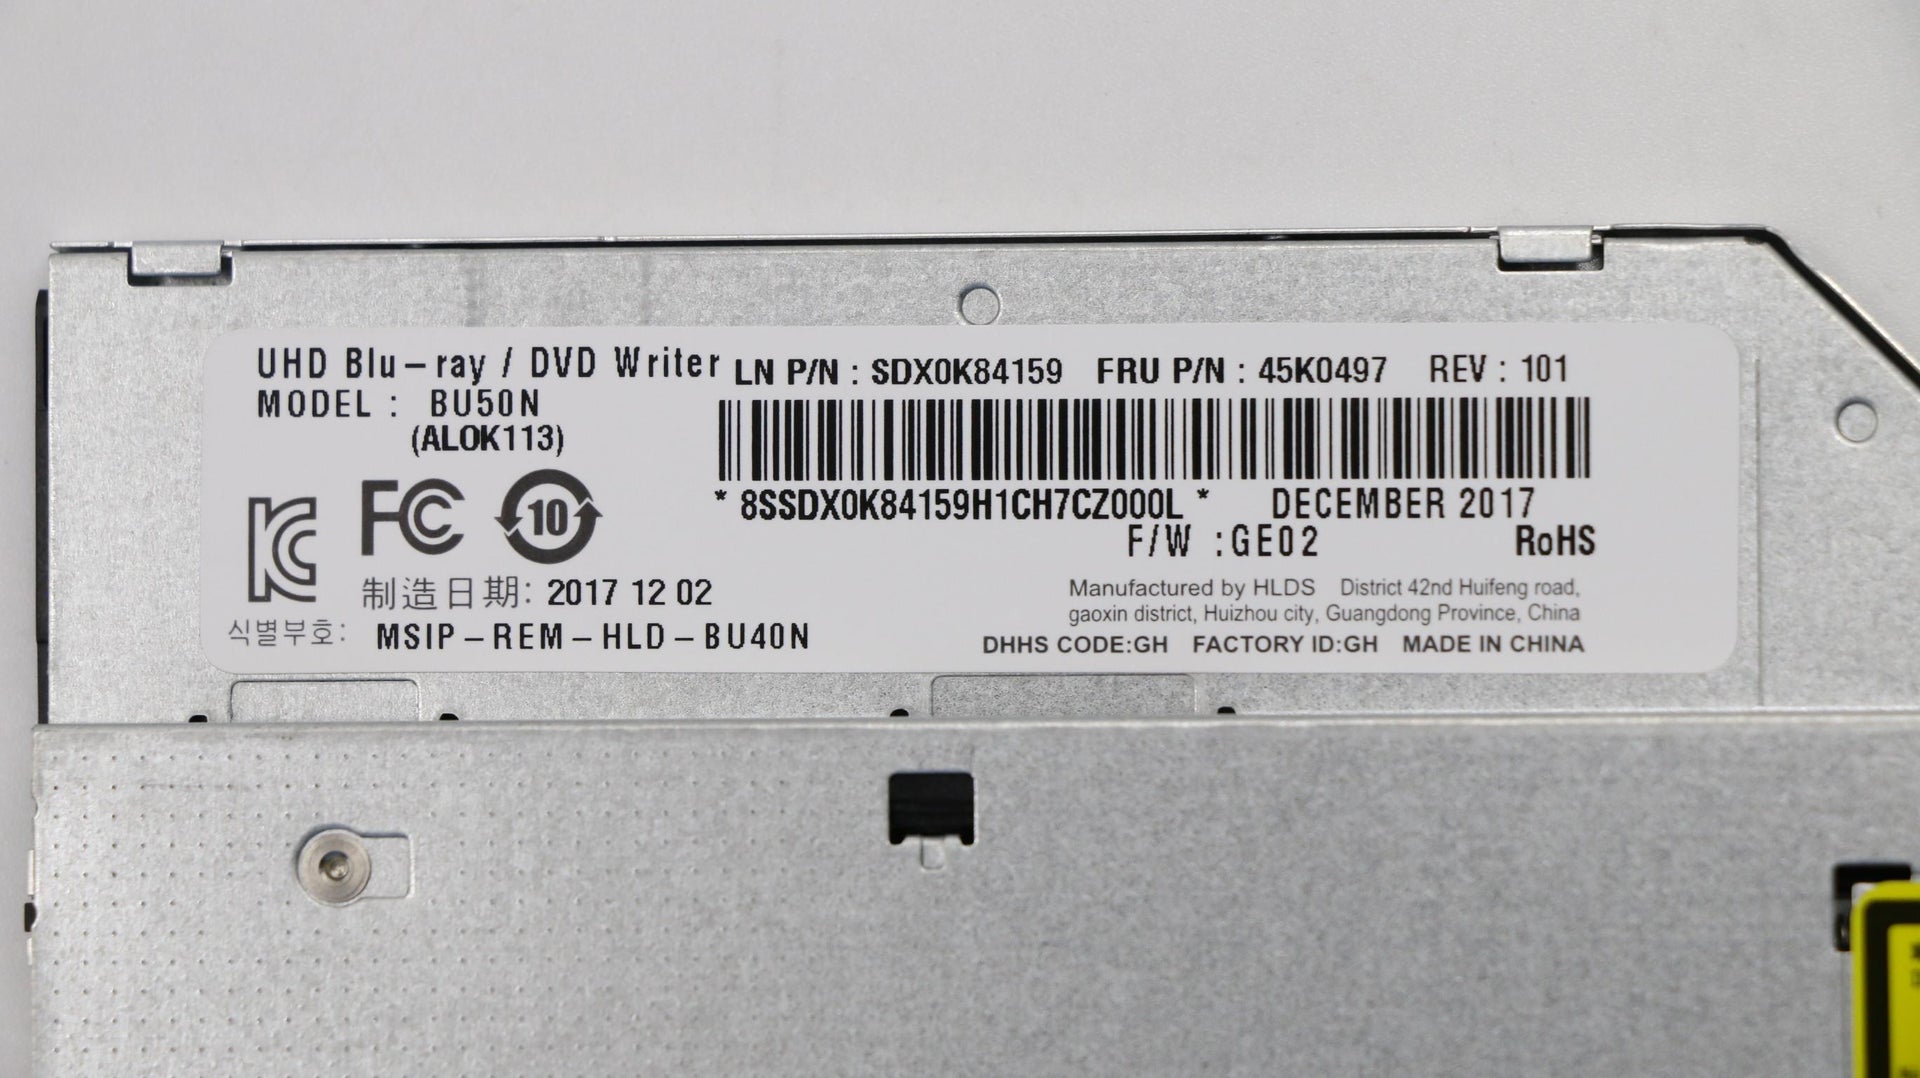 UHD Blu-ray / DVD Writer
MODEL : BU50N
(ALOK113)
LN P/N : SDX0K84159 FRU P/N : 45K0497 REV : 101
*8SSDX0K84159H1CH7CZ000L* DECEMBER 2017
F/W :GE02 RoHS
FC
10
制造日期: 2017 12 02
식별부호: MSIP-REM-HLD-BU40N
Manufactured by HLDS District 42nd Huifeng road,
gaoxin district, Huizhou city, Guangdong Province, China
DHHS CODE:GH FACTORY ID:GH MADE IN CHINA